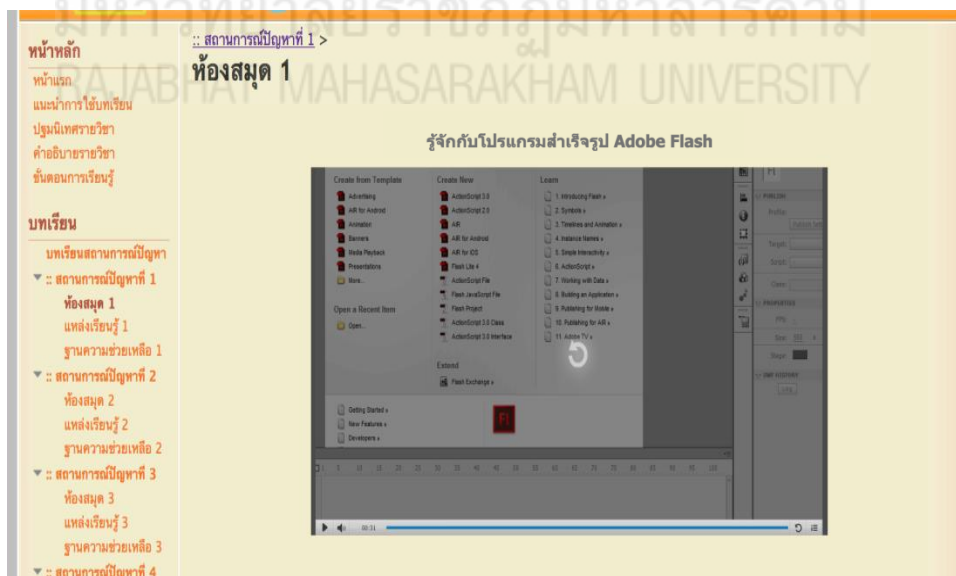 มหาวิทยาลัยราชภัฏมหาสารคาม
RAJABHAT MAHASARAKHAM UNIVERSITY
หน้าหลัก
หน้าแรก
แนะนำการใช้บทเรียน
ปฐมนิเทศรายวิชา
คำอธิบายรายวิชา
ขั้นตอนการเรียนรู้
บทเรียน
บทเรียนสถานการณ์ปัญหา
:: สถานการณ์ปัญหาที่ 1
ห้องสมุด 1
แหล่งเรียนรู้ 1
ฐานความช่วยเหลือ 1
:: สถานการณ์ปัญหาที่ 2
ห้องสมุด 2
แหล่งเรียนรู้ 2
ฐานความช่วยเหลือ 2
:: สถานการณ์ปัญหาที่ 3
ห้องสมุด 3
แหล่งเรียนรู้ 3
ฐานความช่วยเหลือ 3
:: สถานการณ์ปัญหาที่ 4
:: สถานการณ์ปัญหาที่ 1 >
ห้องสมุด 1
รู้จักกับโปรแกรมสำเร็จรูป Adobe Flash
Create from Template
Advertising
AIR for Android
Animation
Banners
Media Playback
Presentations
More...
Open a Recent Item
Open...
Create New
ActionScript 3.0
ActionScript 2.0
AIR
AIR for Android
AIR for iOS
Flash Lite 4
ActionScript File
Flash JavaScript File
Flash Project
ActionScript 3.0 Class
ActionScript 3.0 Interface
Extend
Flash Exchange »
Learn
1. Introducing Flash »
2. Symbols »
3. Timelines and Animation »
4. Instance Names »
5. Simple Interactivity »
6. ActionScript »
7. Working with Data »
8. Building an Application »
9. Publishing for Mobile »
10. Publishing for AIR »
11. Adobe TV »
Getting Started »
New Features »
Developers »
Fl
Fl
PUBLISH
Profile:
Target:
Script:
Class:
PROPERTIES
FPS:
Size:
Stage:
SWF HISTORY